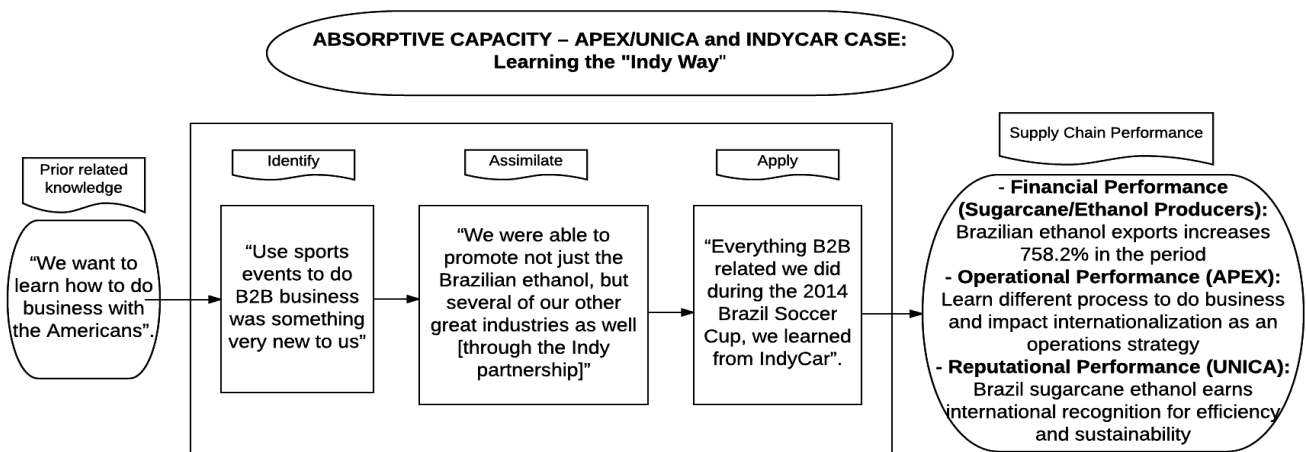 ABSORPTIVE CAPACITY – APEX/UNICA and INDYCAR CASE:
Learning the "Indy Way"
Prior related
knowledge
“We want to
learn how to do
business with
the Americans”.
Identify
“Use sports
events to do
B2B business
was something
very new to us”
Assimilate
“We were able to
promote not just the
Brazilian ethanol, but
several of our other
great industries as well
[through the Indy
partnership]”
Apply
“Everything B2B
related we did
during the 2014
Brazil Soccer
Cup, we learned
from IndyCar”.
Supply Chain Performance
- Financial Performance
(Sugarcane/Ethanol Producers):
Brazilian ethanol exports increases
758.2% in the period
- Operational Performance (APEX):
Learn different process to do business
and impact internationalization as an
operations strategy
- Reputational Performance (UNICA):
Brazil sugarcane ethanol earns
international recognition for efficiency
and sustainability